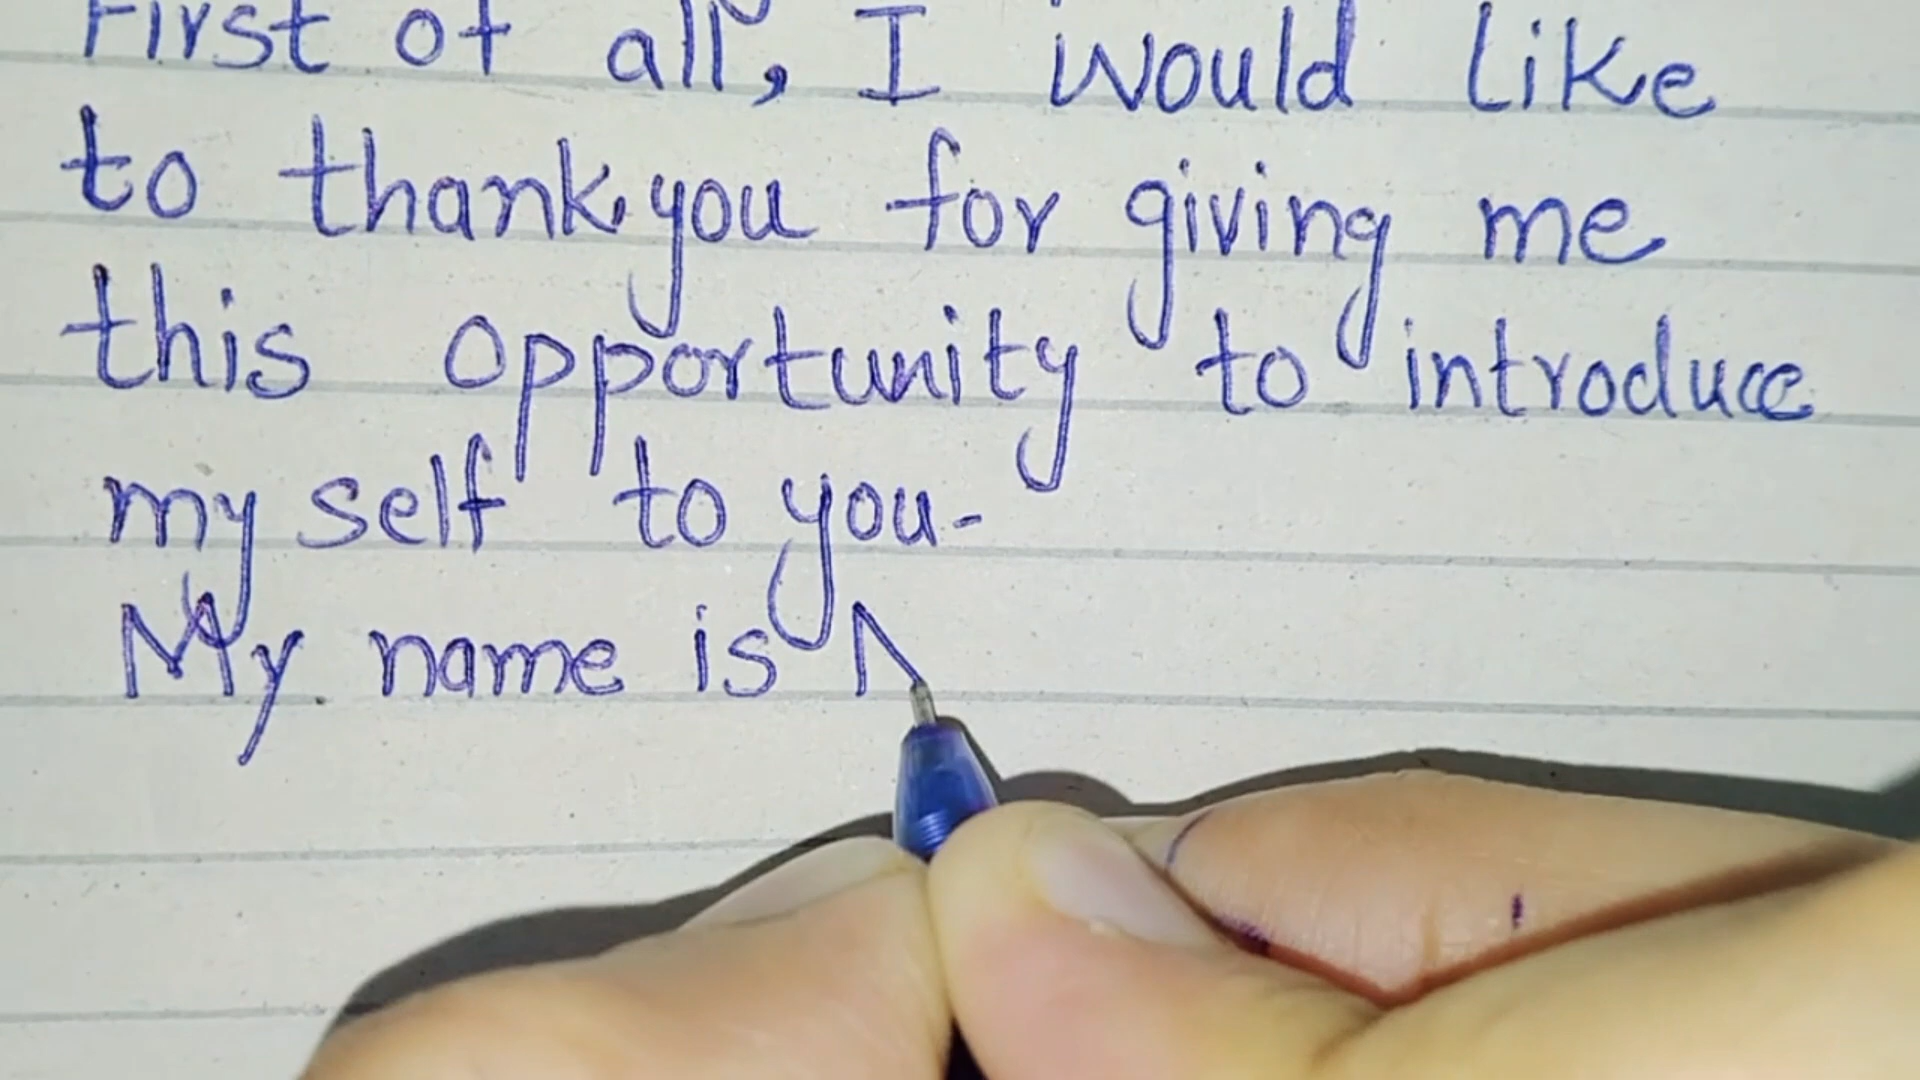 First of all, I would like
to thank you for giving me
this opportunity to introduce
my self to you-
My name is